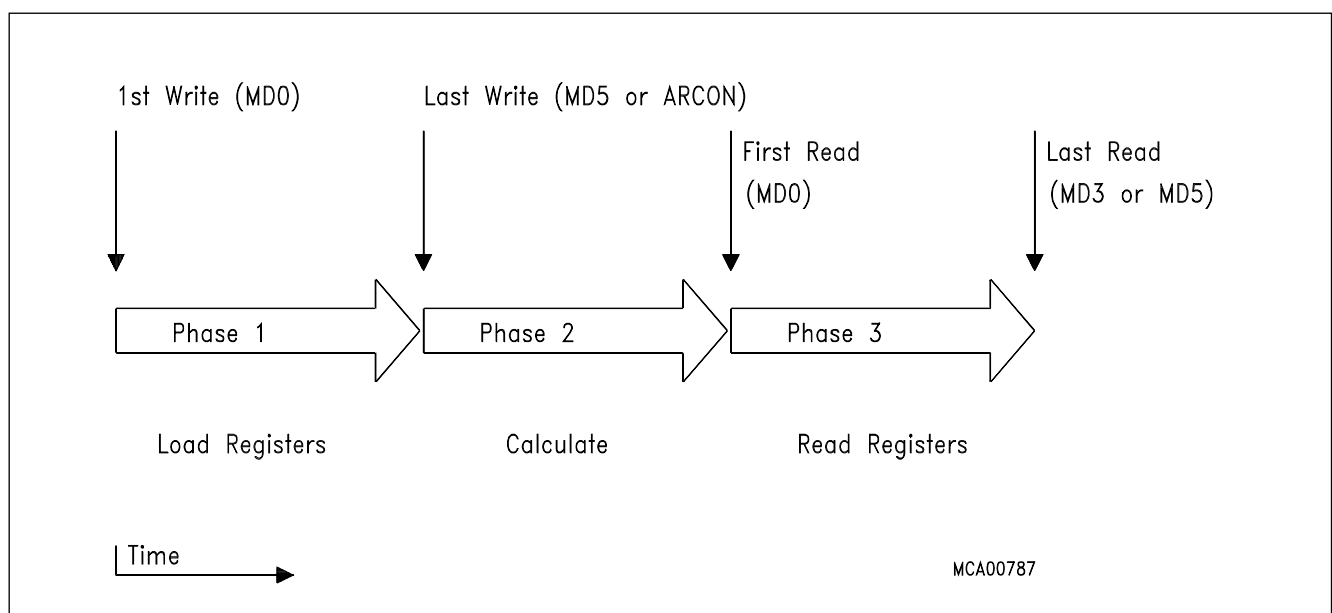 1st Write (MD0)
Last Write (MD5 or ARCON)
First Read
(MD0)
Last Read
(MD3 or MD5)
Phase 1
Phase 2
Phase 3
Load Registers
Calculate
Read Registers
Time
MCA00787